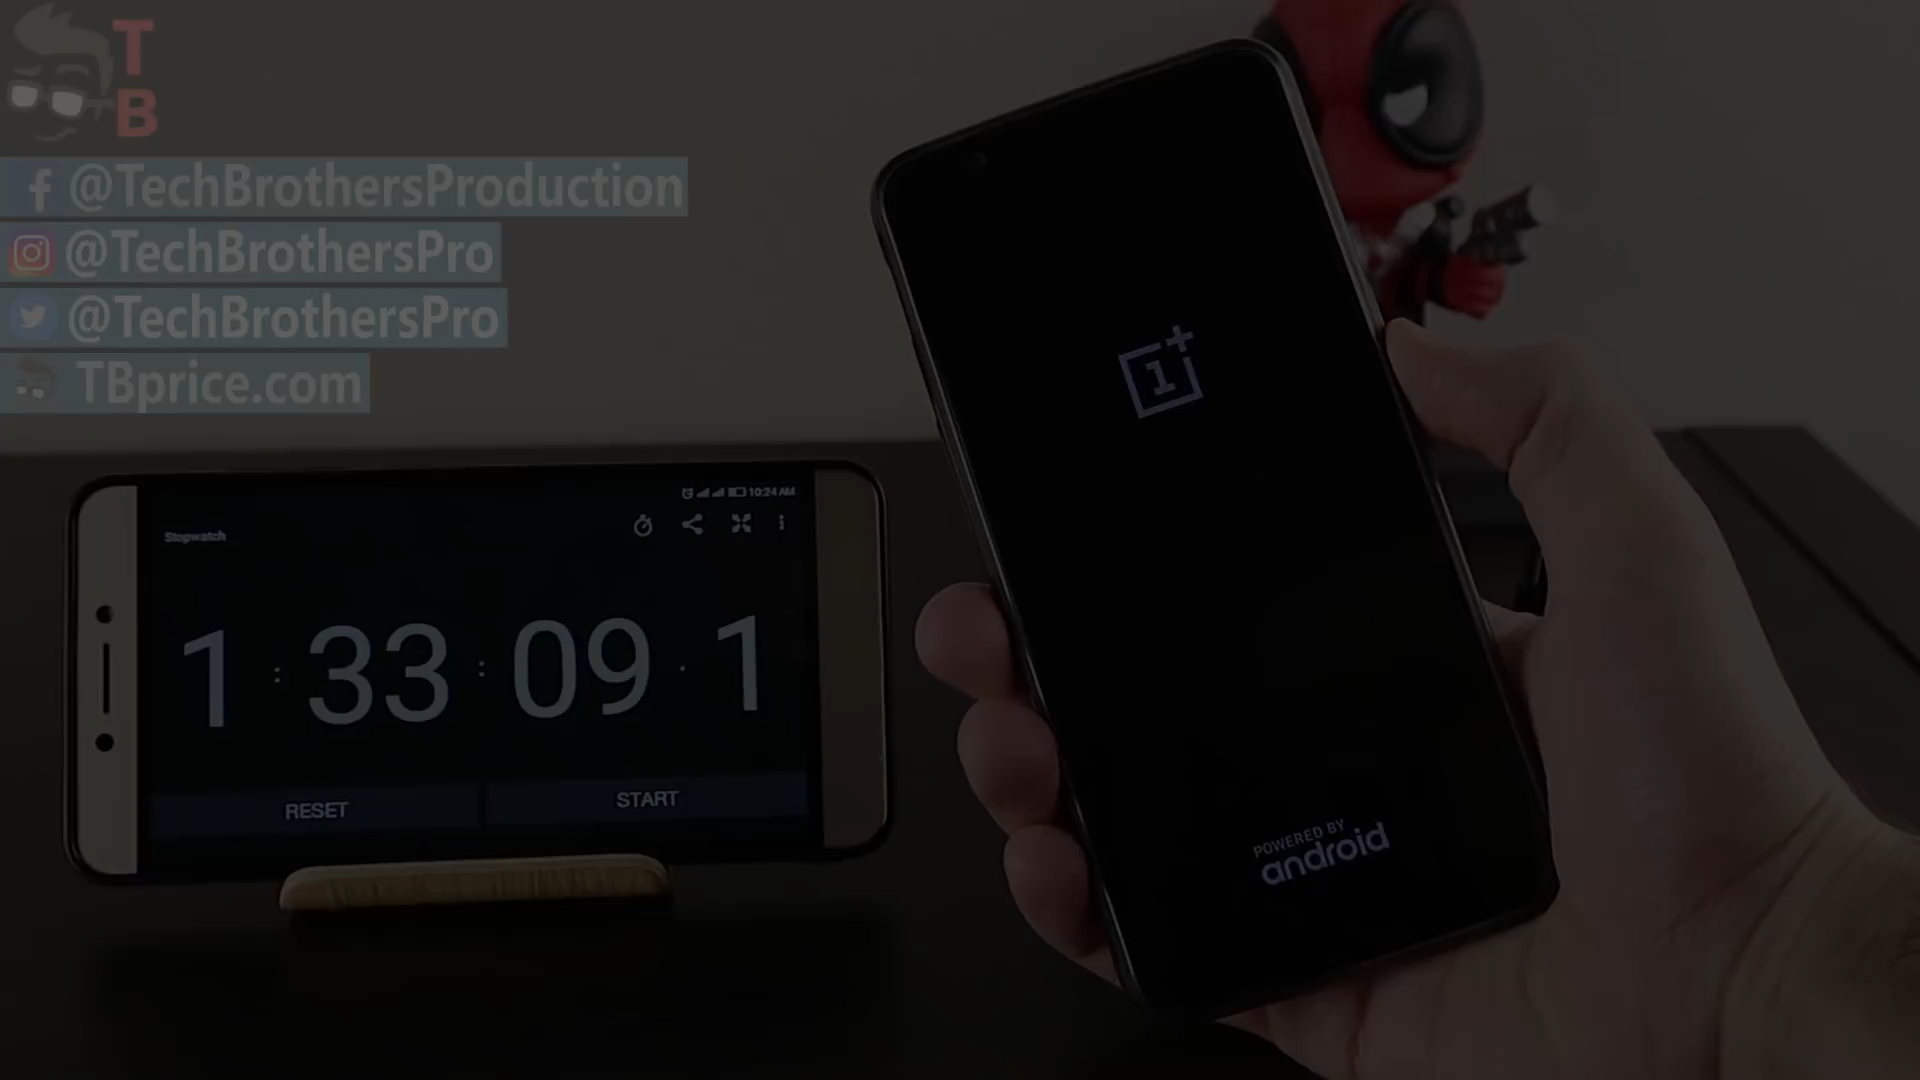 T
B
@TechBrothersProduction
@TechBrothersPro
@TechBrothersPro
TBprice.com
10:24 AM
Stopwatch
1 : 33 : 09 . 1
RESET
START
1+
POWERED BY
android